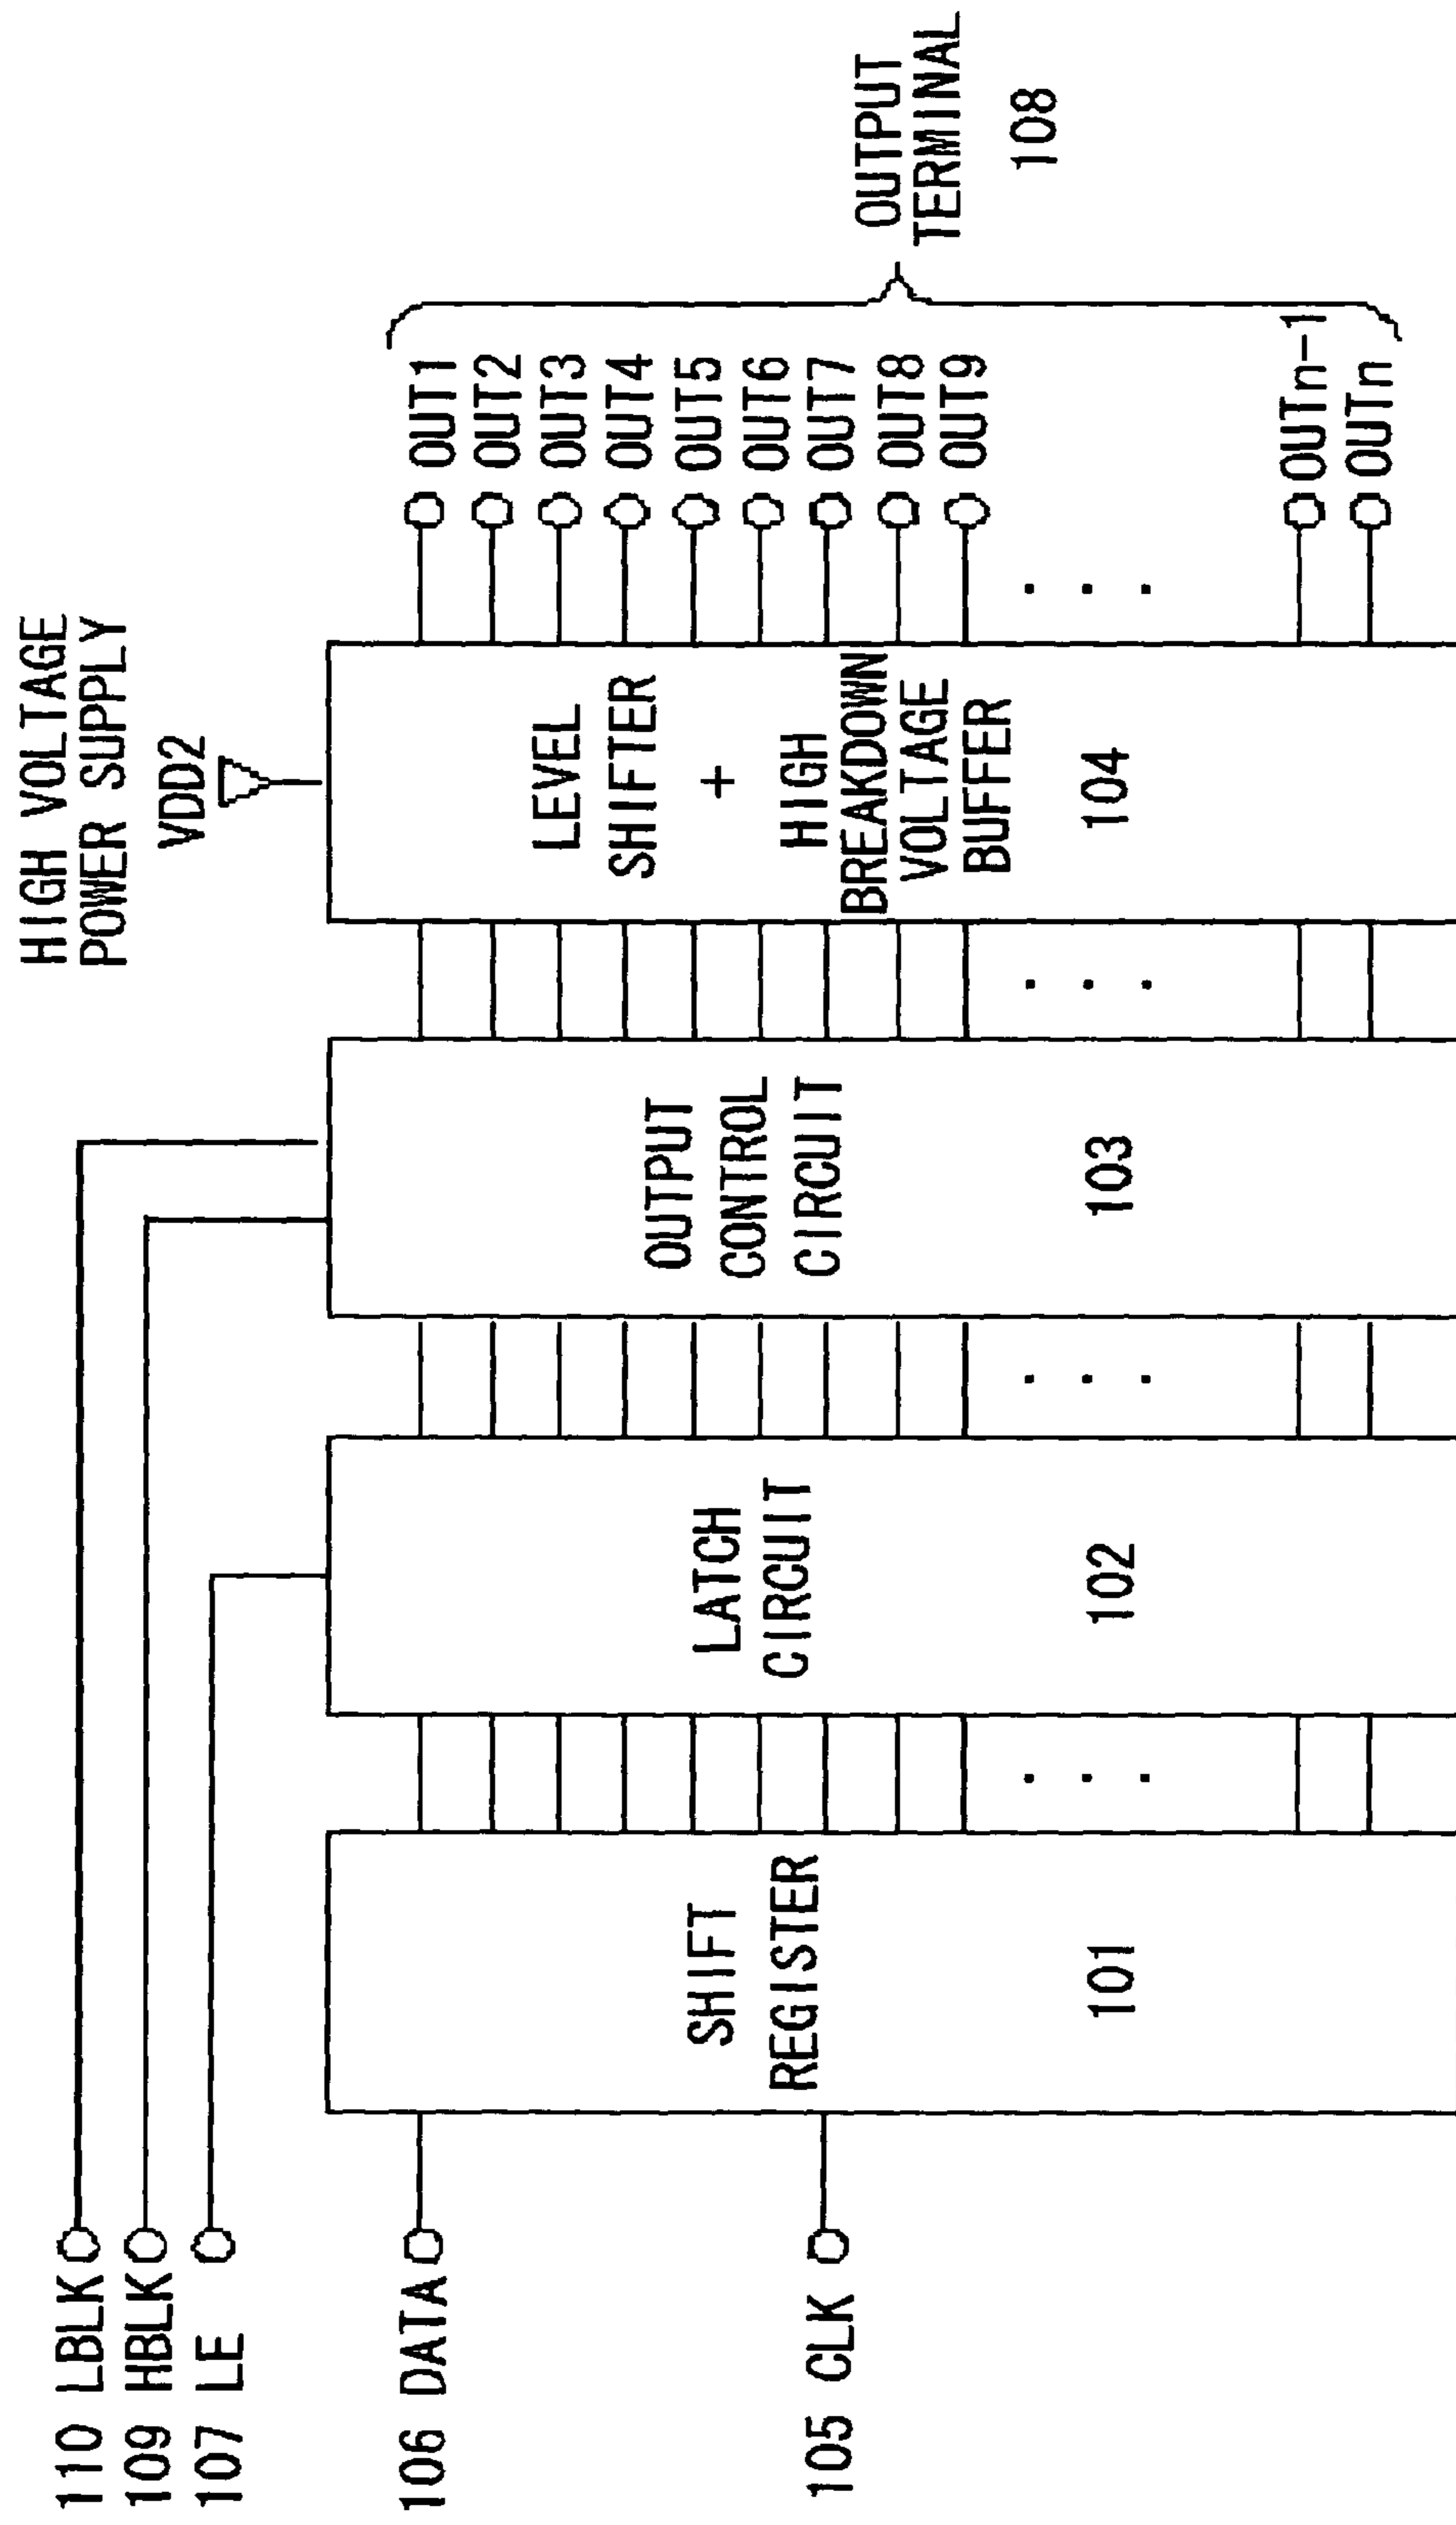 HIGH VOLTAGE
POWER SUPPLY
VDD2
110 LBLK
109 HBLK
107 LE
106 DATA
105 CLK
SHIFT
REGISTER
101
LATCH
CIRCUIT
102
OUTPUT
CONTROL
CIRCUIT
103
LEVEL
SHIFTER
+
HIGH
BREAKDOWN
VOLTAGE
BUFFER
104
OUT1
OUT2
OUT3
OUT4
OUT5
OUT6
OUT7
OUT8
OUT9
OUTn-1
OUTn
OUTPUT
TERMINAL
108